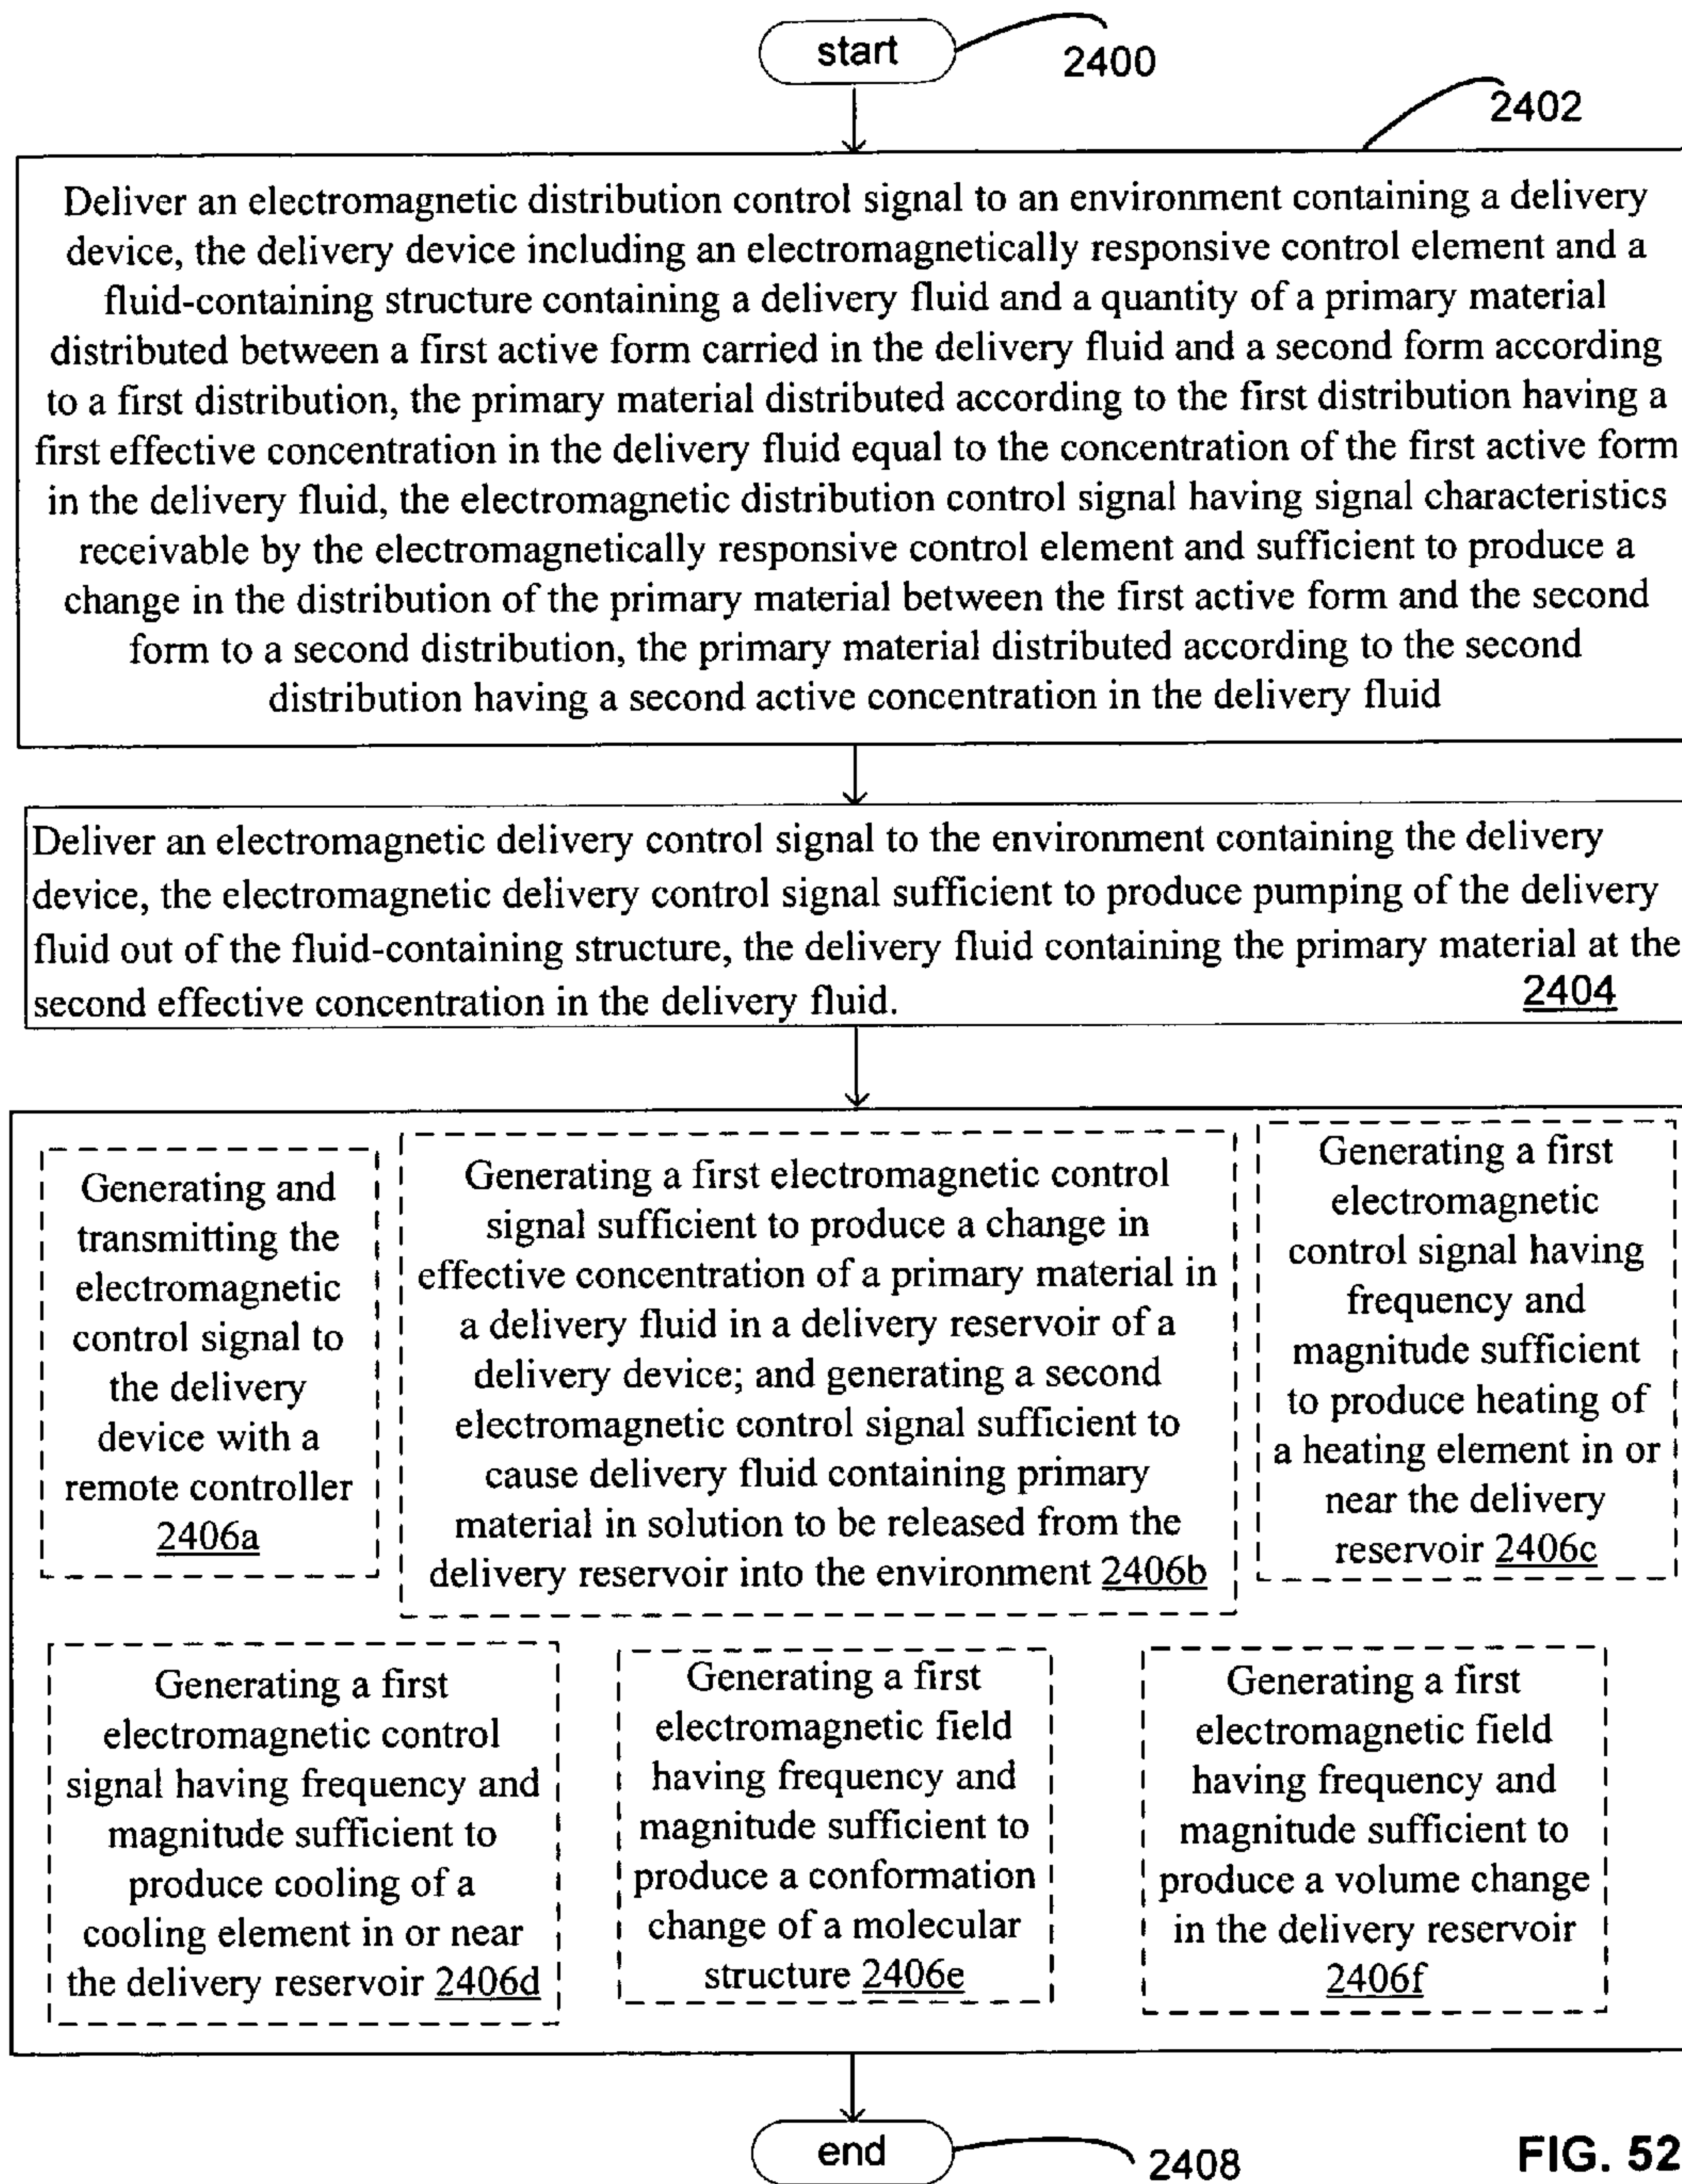 start
2400
2402
Deliver an electromagnetic distribution control signal to an environment containing a delivery
device, the delivery device including an electromagnetically responsive control element and a
fluid-containing structure containing a delivery fluid and a quantity of a primary material
distributed between a first active form carried in the delivery fluid and a second form according
to a first distribution, the primary material distributed according to the first distribution having a
first effective concentration in the delivery fluid equal to the concentration of the first active form
in the delivery fluid, the electromagnetic distribution control signal having signal characteristics
receivable by the electromagnetically responsive control element and sufficient to produce a
change in the distribution of the primary material between the first active form and the second
form to a second distribution, the primary material distributed according to the second
distribution having a second active concentration in the delivery fluid
Deliver an electromagnetic delivery control signal to the environment containing the delivery
device, the electromagnetic delivery control signal sufficient to produce pumping of the delivery
fluid out of the fluid-containing structure, the delivery fluid containing the primary material at the
second effective concentration in the delivery fluid.
2404
Generating and
transmitting the
electromagnetic
control signal to
the delivery
device with a
remote controller
2406a
Generating a first electromagnetic control
signal sufficient to produce a change in
effective concentration of a primary material in
a delivery fluid in a delivery reservoir of a
delivery device; and generating a second
electromagnetic control signal sufficient to
cause delivery fluid containing primary
material in solution to be released from the
delivery reservoir into the environment 2406b
Generating a first
electromagnetic
control signal having
frequency and
magnitude sufficient
to produce heating of
a heating element in or
near the delivery
reservoir 2406c
Generating a first
electromagnetic control
signal having frequency and
magnitude sufficient to
produce cooling of a
cooling element in or near
the delivery reservoir 2406d
Generating a first
electromagnetic field
having frequency and
magnitude sufficient to
produce a conformation
change of a molecular
structure 2406e
Generating a first
electromagnetic field
having frequency and
magnitude sufficient to
produce a volume change
in the delivery reservoir
2406f
end
2408
FIG. 52